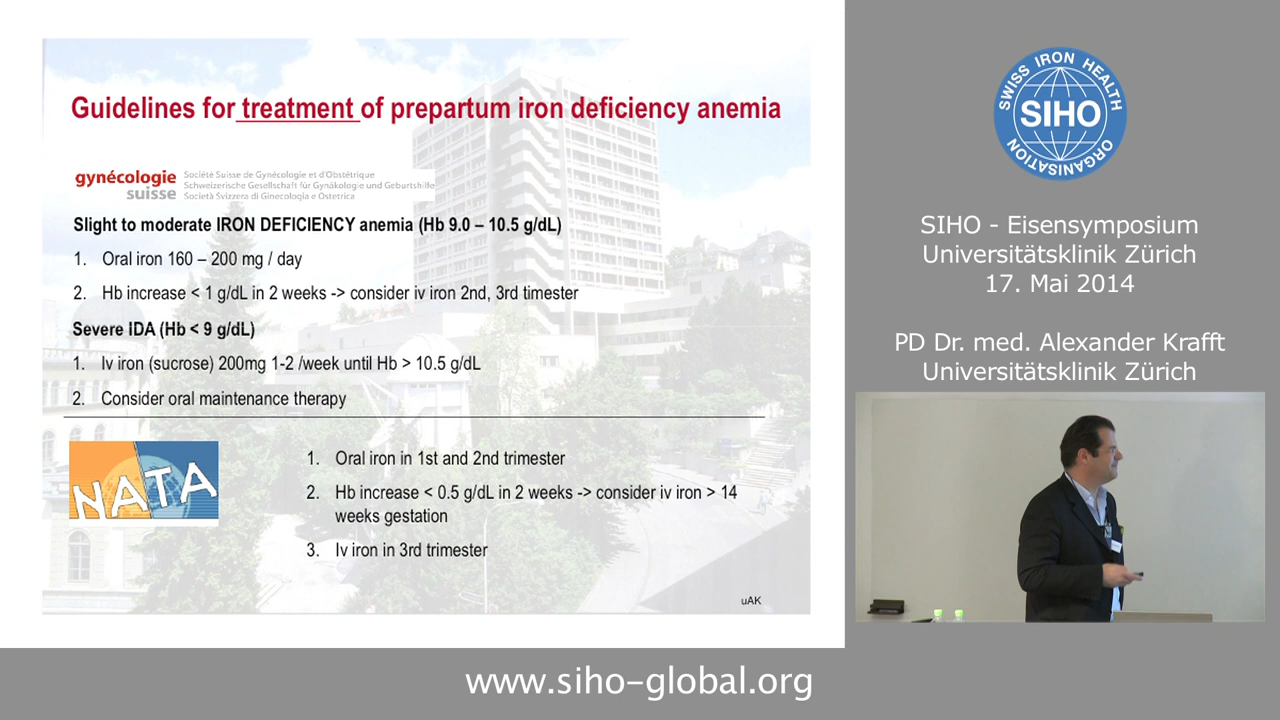 Guidelines for treatment of prepartum iron deficiency anemia
gynécologie
suisse
Société Suisse de Gynécologie et d'Obstétrique
Schweizerische Gesellschaft für Gynäkologie und Geburtshilfe
Società Svizzera di Ginecologia e Ostetrica
Slight to moderate IRON DEFICIENCY anemia (Hb 9.0 – 10.5 g/dL)
1. Oral iron 160 – 200 mg / day
2. Hb increase < 1 g/dL in 2 weeks -> consider iv iron 2nd, 3rd timester
Severe IDA (Hb < 9 g/dL)
1. Iv iron (sucrose) 200mg 1-2 /week until Hb > 10.5 g/dL
2. Consider oral maintenance therapy
NATA
1. Oral iron in 1st and 2nd trimester
2. Hb increase < 0.5 g/dL in 2 weeks -> consider iv iron > 14
weeks gestation
3. Iv iron in 3rd trimester
uAK
SWISS IRON HEALTH
SIHO
ORGANISATION
SIHO - Eisensymposium
Universitätsklinik Zürich
17. Mai 2014
PD Dr. med. Alexander Krafft
Universitätsklinik Zürich
www.siho-global.org